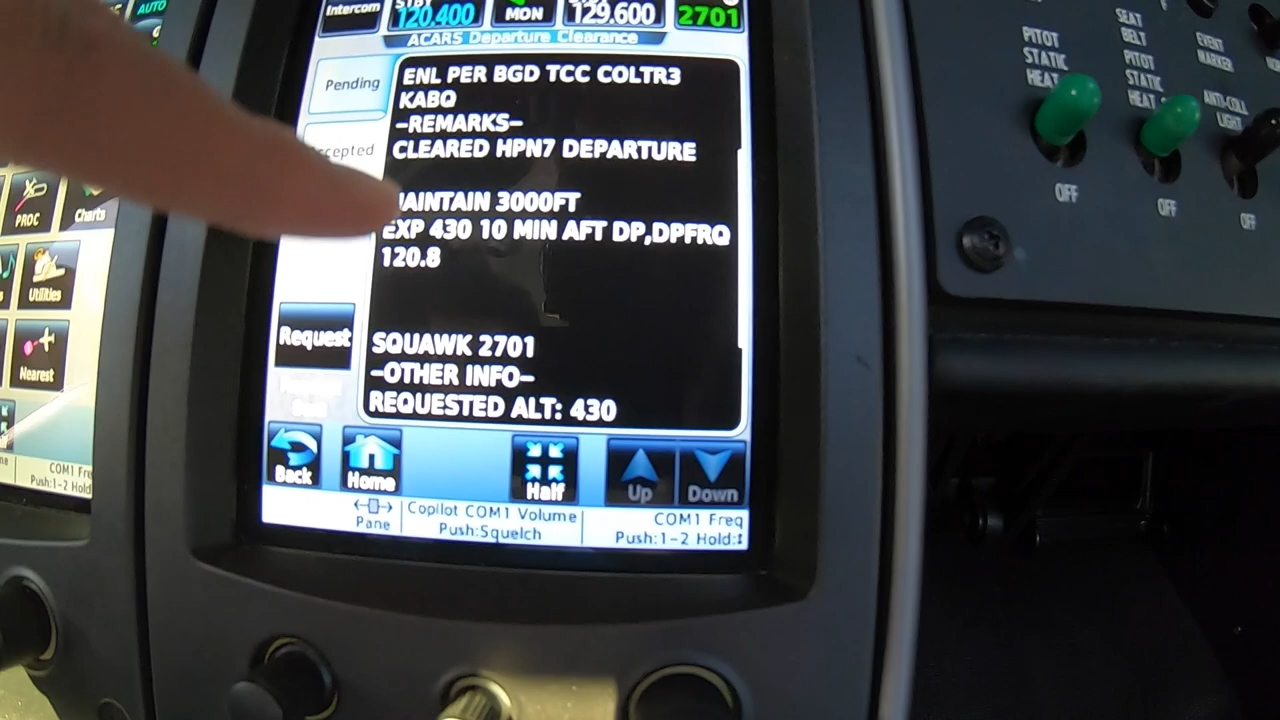 AUTO
Intercom
STBY
120.400
MON
129.600
2701
ACARS Departure Clearance
Pending
ENL PER BGD TCC COLTR3
KABQ
-REMARKS-
CLEARED HPN7 DEPARTURE
MAINTAIN 3000FT
EXP 430 10 MIN AFT DP,DPFRQ
120.8
Request
SQUAWK 2701
-OTHER INFO-
REQUESTED ALT: 430
Back
Home
Half
Up
Down
Pane
Copilot COM1 Volume
Push:Squelch
COM1 Freq
Push:1-2 Hold:↕
PROC
Charts
Utilities
Nearest
COM1 Fre
Push:1-2 Hold
PITOT
STATIC
HEAT
OFF
SEAT
BELT
PITOT
STATIC
HEAT
OFF
EVENT
MARKER
ANTI-COLL
LIGHT
OFF